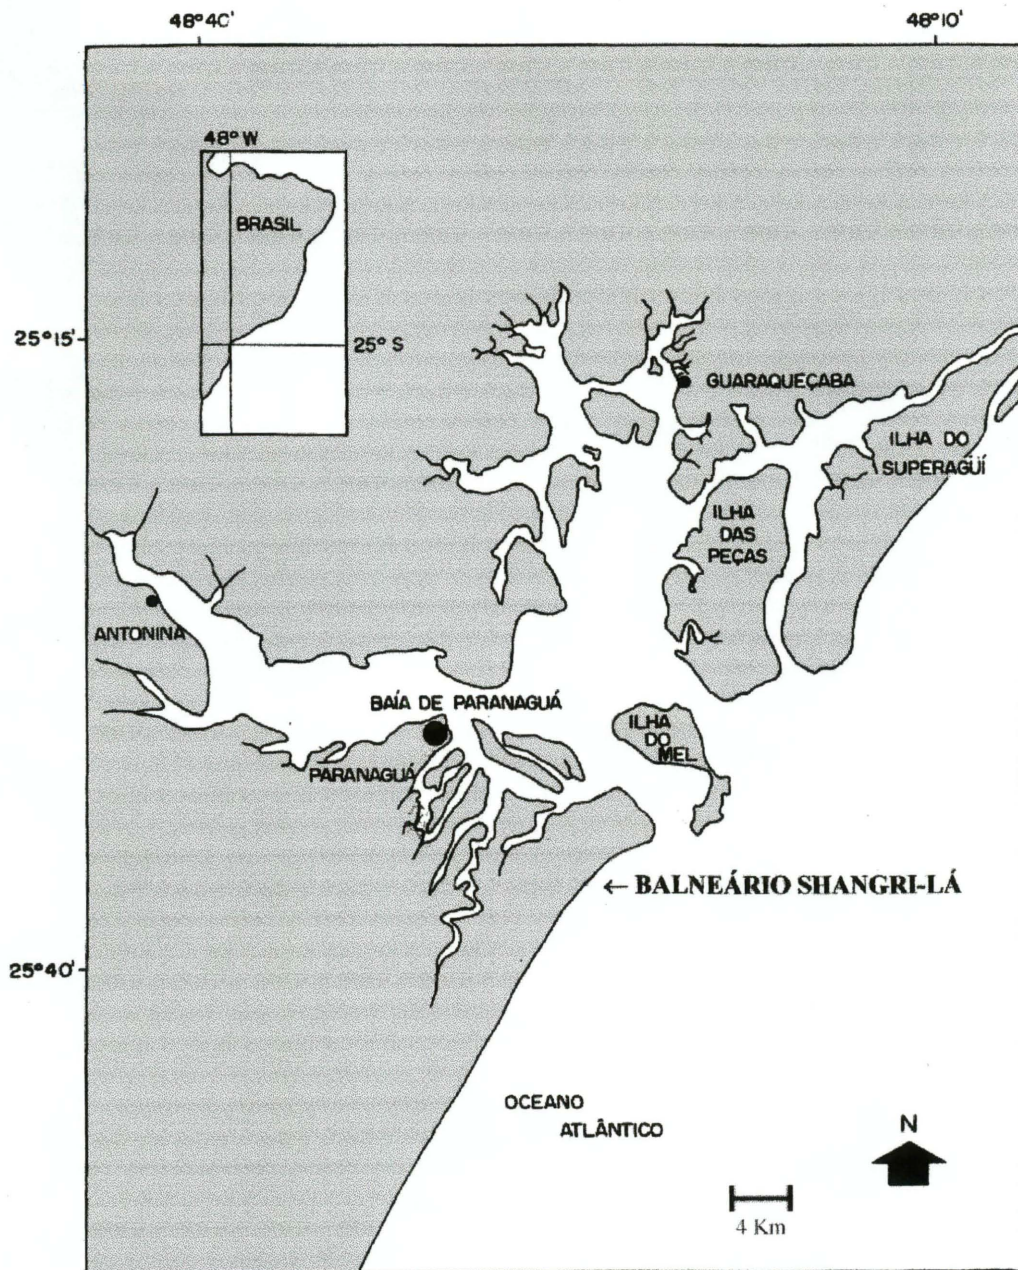 48°40'
48°10'
48° W
BRASIL
25° S
25°15'
GUARAQUEÇABA
ILHA DO
SUPERAGÜÍ
ILHA
DAS
PEÇAS
ANTONINA
BAÍA DE PARANAGUÁ
ILHA
DO
MEL
PARANAGUÁ
← BALNEÁRIO SHANGRI-LÁ
25°40'
OCEANO
ATLÂNTICO
N
4 Km